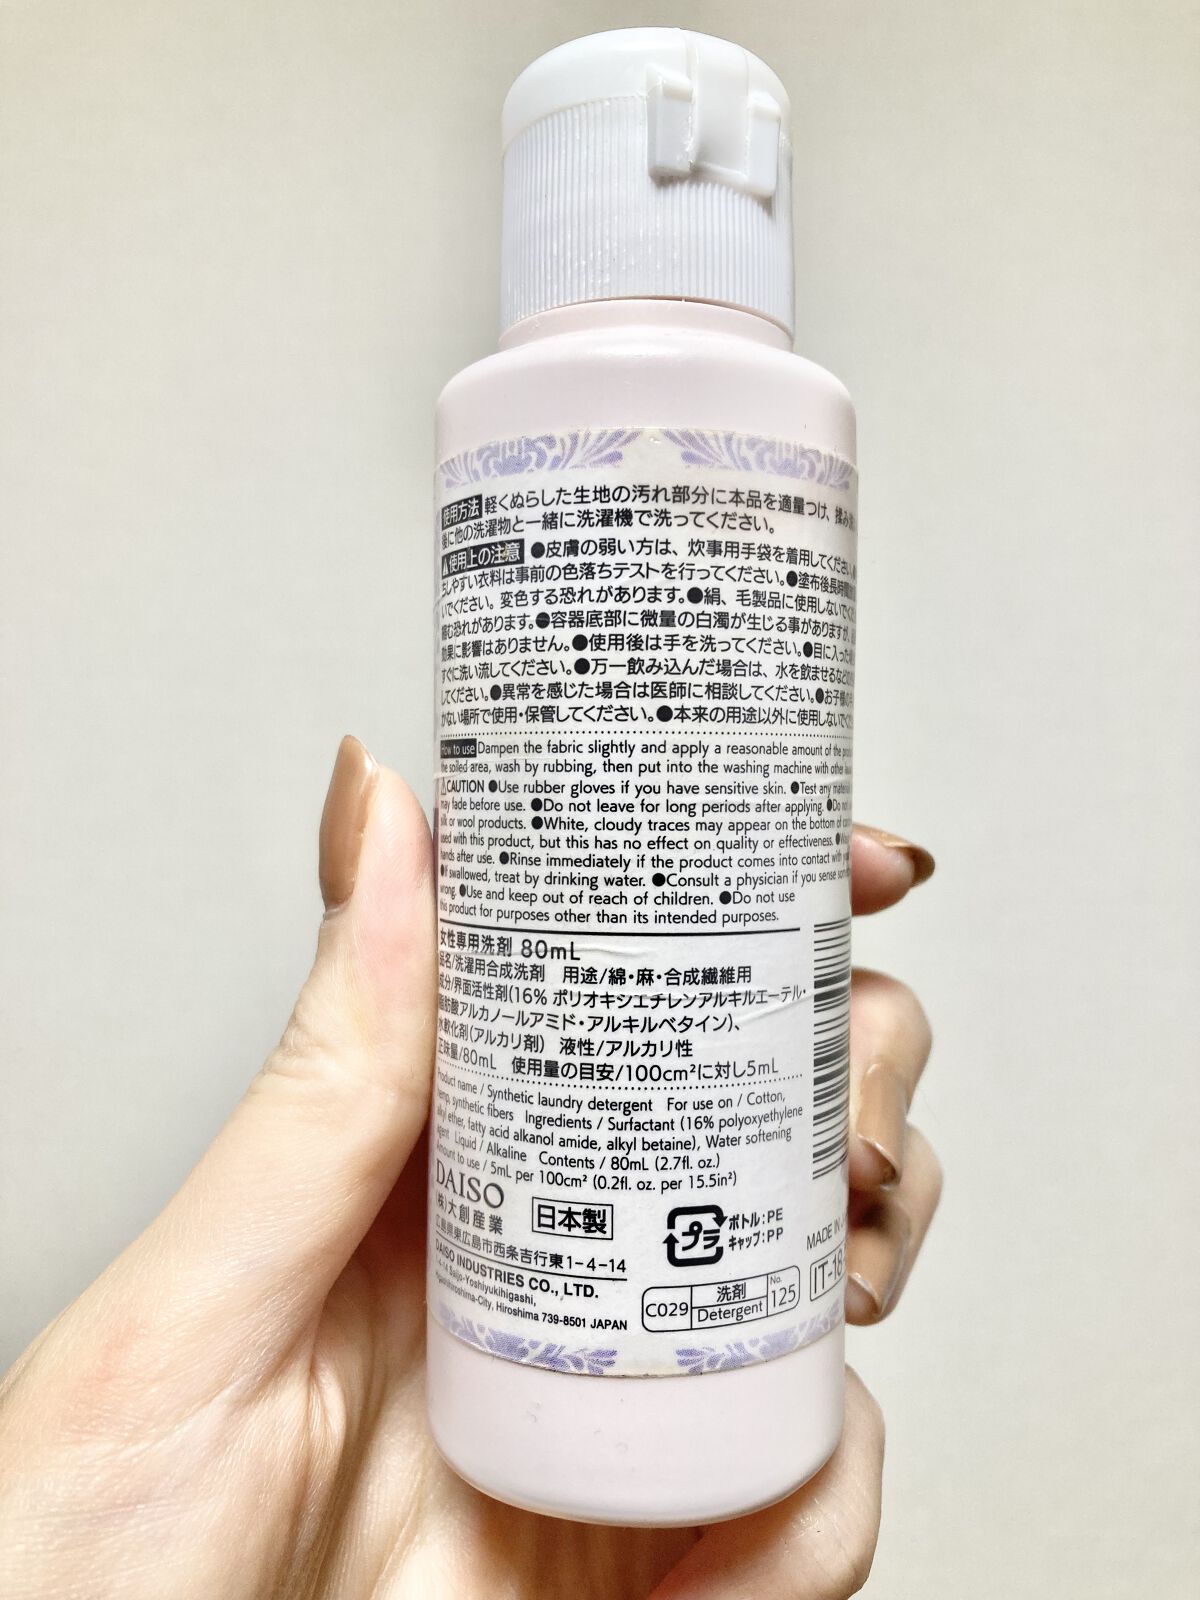 使用方法 軽くぬらした生地の汚れ部分に本品を適量つけ、揉み
後に他の洗濯物と一緒に洗濯機で洗ってください。
使用上の注意 ●皮膚の弱い方は、炊事用手袋を着用してください。●
ちしやすい衣料は事前の色落ちテストを行ってください。●塗布後長時間
いでください。変色する恐れがあります。●絹、毛製品に使用しないでくだ
縮む恐れがあります。●容器底部に微量の白濁が生じる事がありますが、
効果に影響はありません。●使用後は手を洗ってください。●目に入った
すぐに洗い流してください。●万一飲み込んだ場合は、水を飲ませるなどの
してください。●異常を感じた場合は医師に相談してください。●お子様の手
かない場所で使用・保管してください。●本来の用途以外に使用しないでくだ
How to use Dampen the fabric slightly and apply a reasonable amount of the
the soiled area, wash by rubbing, then put into the washing machine with other
CAUTION ●Use rubber gloves if you have sensitive skin. ●Test any material
may fade before use. ●Do not leave for long periods after applying. ●Do not
silk or wool products. ●White, cloudy traces may appear on the bottom of
used with this product, but this has no effect on quality or effectiveness. ●
hands after use. ●Rinse immediately if the product comes into contact with
●If swallowed, treat by drinking water. ●Consult a physician if you sense
wrong. ●Use and keep out of reach of children. ●Do not use
this product for purposes other than its intended purposes.
女性専用洗剤 80mL
品名/洗濯用合成洗剤 用途/綿・麻・合成繊維用
成分/界面活性剤(16% ポリオキシエチレンアルキルエーテル・
脂肪酸アルカノールアミド・アルキルベタイン)、
水軟化剤(アルカリ剤) 液性/アルカリ性
正味量/80mL 使用量の目安/100cm²に対し5mL
Product name / Synthetic laundry detergent For use on / Cotton,
hemp, synthetic fibers Ingredients / Surfactant (16% polyoxyethylene
alkyl ether, fatty acid alkanol amide, alkyl betaine), Water softening
agent Liquid / Alkaline Contents / 80mL (2.7fl. oz.)
Amount to use / 5mL per 100cm² (0.2fl. oz. per 15.5in²)
DAISO
(株)大創産業
日本製
広島県東広島市西条吉行東1-4-14
DAISO INDUSTRIES CO., LTD.
1-4-14 Saijo-Yoshiyukihigashi,
Higashihiroshima-City, Hiroshima 739-8501 JAPAN
プラ
ボトル:PE
キャップ:PP
C029 洗剤 Detergent No. 125
MADE IN
IT-18